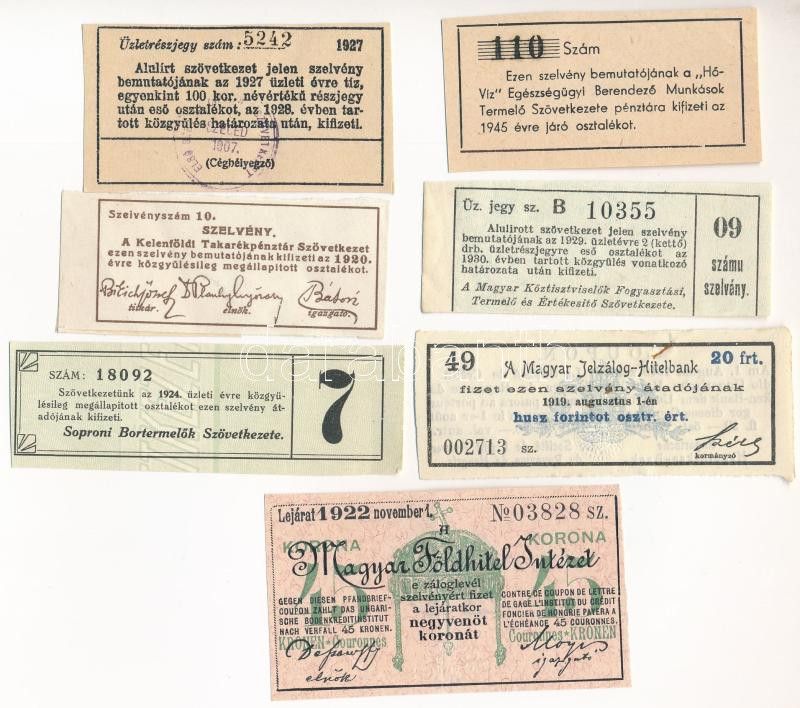 Üzletrészjegy szám: 5242 1927
Alulírt szövetkezet jelen szelvény
bemutatójának az 1927 üzleti évre tíz,
egyenkint 100 kor. névértékű részjegy
után eső osztalékot, az 1928. évben tar-
tott közgyűlés határozata után, kifizeti.
SZEGED
1907.
(Cégbélyegző)
110 Szám
Ezen szelvény bemutatójának a „Hő-
Víz" Egészségügyi Berendező Munkások
Termelő Szövetkezete pénztára kifizeti az
1945 évre járó osztalékot.
Szelvényszám 10.
SZELVÉNY.
A Kelenföldi Takarékpénztár Szövetkezet
ezen szelvény bemutatójának kifizeti az 1920.
évre közgyűlésileg megállapított osztalékot.
titkár. elnök. igazgató.
Üz. jegy sz. B 10355
Alulírott szövetkezet jelen szelvény
bemutatójának az 1929. üzletévre 2 (kettő)
drb. üzletrészjegyre eső osztalékot az
1930. évben tartott közgyűlés vonatkozó
határozata után kifizeti.
A Magyar Köztisztviselők Fogyasztási,
Termelő és Értékesítő Szövetkezete.
09
számu
szelvény.
SZÁM: 18092
Szövetkezetünk az 1924. üzleti évre közgyü-
lésileg megállapított osztalékot ezen szelvény át-
adójának kifizeti.
Soproni Bortermelők Szövetkezete.
7
49 A Magyar Jelzálog-Hitelbank 20 frt.
fizet ezen szelvény átadójának
1919. augusztus 1-én
husz forintot osztr. ért.
002713 sz.
kormányzó
Lejárat 1922 november 1. № 03828 sz.
A
KORONA KORONA
Magyar Földhitel Intézet
45 45
e záloglevél
szelvényért fizet
a lejáratkor
negyvenöt
koronát
GEGEN DIESEN PFANDBRIEF-
COUPON ZAHLT DAS UNGARI-
SCHE BODENKREDITINSTITUT
NACH VERFALL 45 KRONEN.
KRONEN*Couronnes
CONTRE CE COUPON DE LETTRE
DE GAGE L'INSTITUT DU CRÉDIT
FONCIER DE HONGRIE PAYERA A
L'ÉCHÉANCE 45 COURONNES.
Couronnes*KRONEN
elnök igazgató